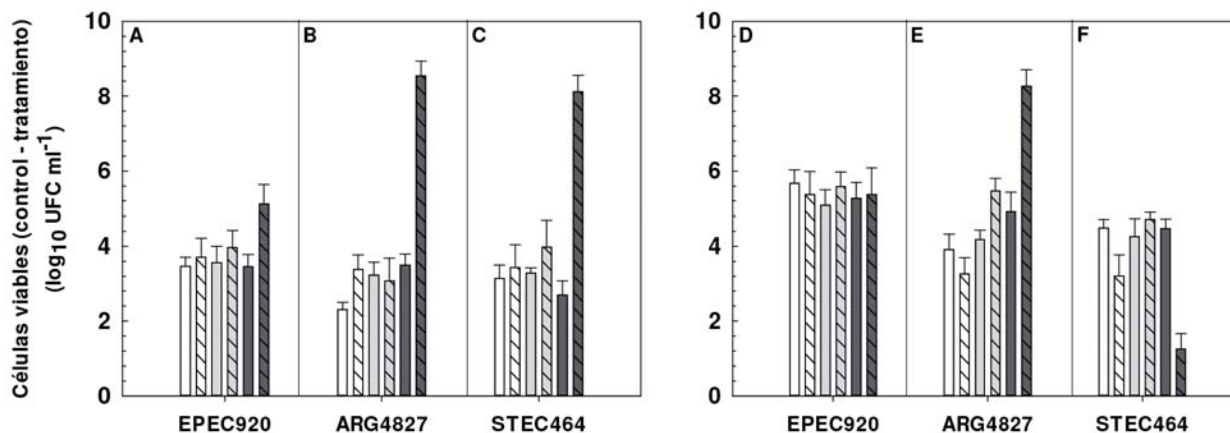 Células viables (control - tratamiento)
(log10 UFC ml-1)
10
8
6
4
2
0
A
B
C
EPEC920
ARG4827
STEC464
10
8
6
4
2
0
D
E
F
EPEC920
ARG4827
STEC464